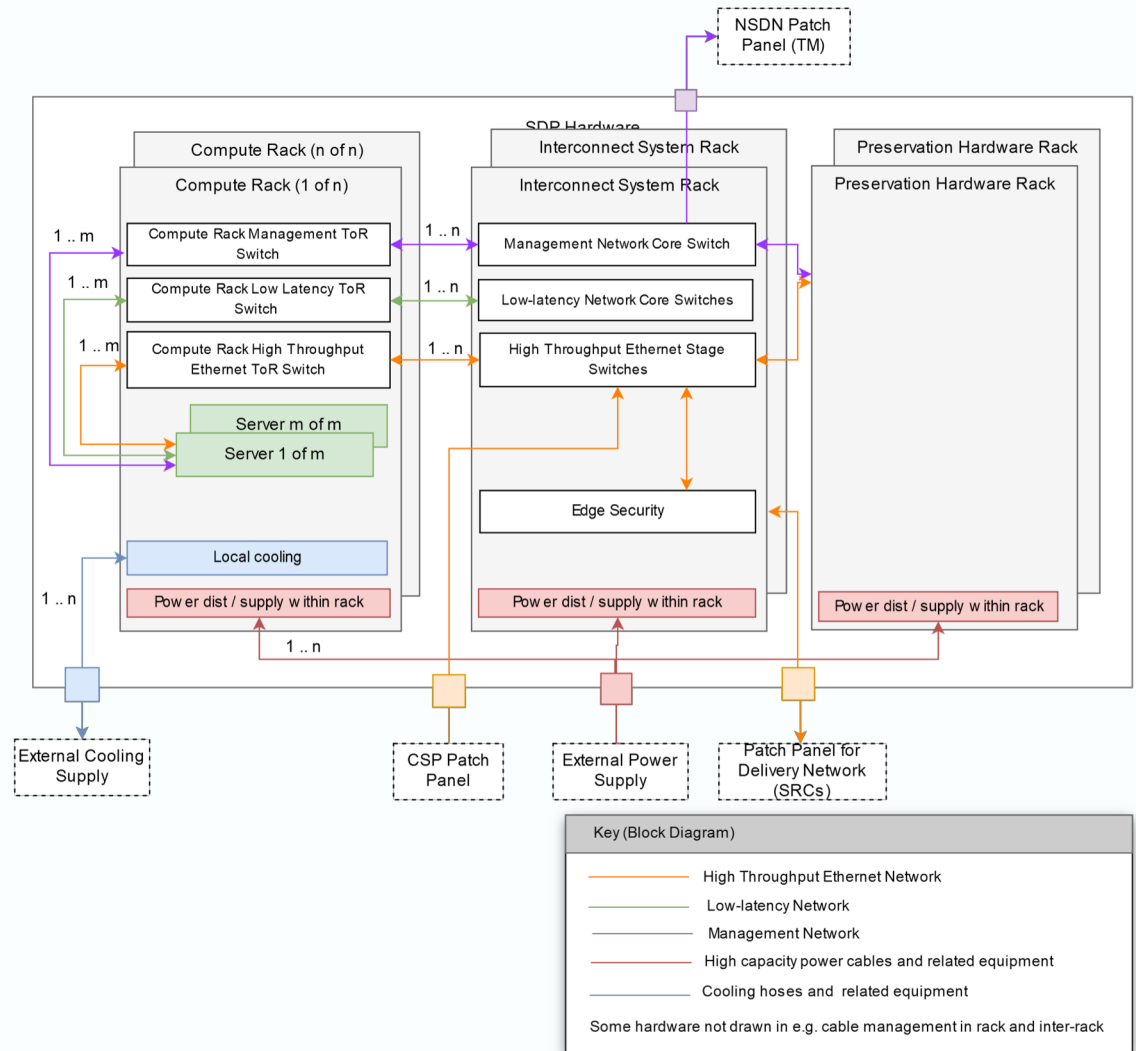 NSDN Patch
Panel (TM)
SDP Hardware
Compute Rack (n of n)
Interconnect System Rack
Preservation Hardware Rack
Compute Rack (1 of n)
Interconnect System Rack
Preservation Hardware Rack
1 .. m
Compute Rack Management ToR
Switch
1 .. n
Management Network Core Switch
1 .. m
Compute Rack Low Latency ToR
Switch
1 .. n
Low-latency Network Core Switches
1 .. m
Compute Rack High Throughput
Ethernet ToR Switch
1 .. n
High Throughput Ethernet Stage
Switches
Server m of m
Server 1 of m
Edge Security
Local cooling
1 .. n
Power dist / supply within rack
Power dist / supply within rack
Power dist / supply within rack
1 .. n
External Cooling
Supply
CSP Patch
Panel
External Power
Supply
Patch Panel for
Delivery Network
(SRCs)
Key (Block Diagram)
High Throughput Ethernet Network
Low-latency Network
Management Network
High capacity power cables and related equipment
Cooling hoses and related equipment
Some hardware not drawn in e.g. cable management in rack and inter-rack